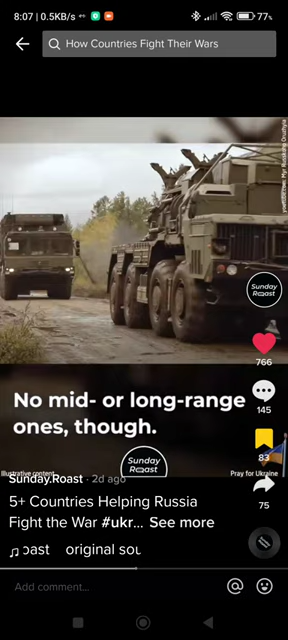 8:07 | 0.5KB/s
77%
How Countries Fight Their Wars
Sunday
Roast
766
No mid- or long-range
ones, though.
145
Sunday
Roast
Illustrative content
Pray for Ukraine
83
Sunday.Roast · 2d ago
5+ Countries Helping Russia
Fight the War #ukr... See more
75
oast original sou
Add comment...